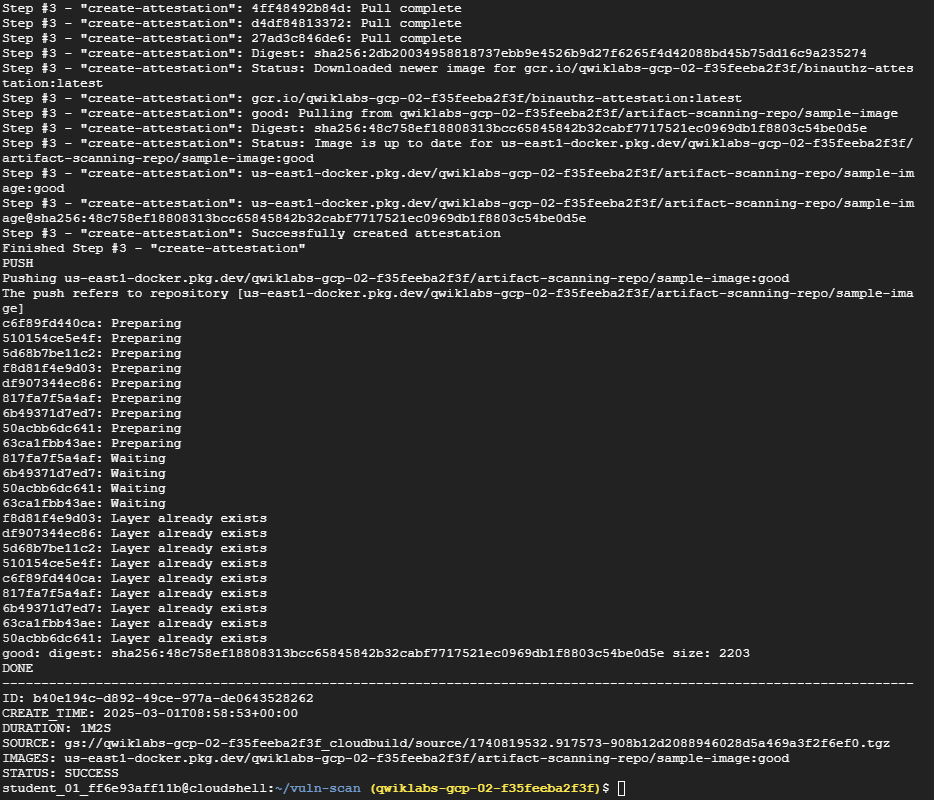 Step #3 - "create-attestation": 4ff48492b84d: Pull complete
Step #3 - "create-attestation": d4df84813372: Pull complete
Step #3 - "create-attestation": 27ad3c846de6: Pull complete
Step #3 - "create-attestation": Digest: sha256:2db20034958818737ebb9e4526b9d27f6265f4d42088bd45b75dd16c9a235274
Step #3 - "create-attestation": Status: Downloaded newer image for gcr.io/qwiklabs-gcp-02-f35feeba2f3f/binauthz-attes
tation:latest
Step #3 - "create-attestation": gcr.io/qwiklabs-gcp-02-f35feeba2f3f/binauthz-attestation:latest
Step #3 - "create-attestation": good: Pulling from qwiklabs-gcp-02-f35feeba2f3f/artifact-scanning-repo/sample-image
Step #3 - "create-attestation": Digest: sha256:48c758ef18808313bcc65845842b32cabf7717521ec0969db1f8803c54be0d5e
Step #3 - "create-attestation": Status: Image is up to date for us-east1-docker.pkg.dev/qwiklabs-gcp-02-f35feeba2f3f/
artifact-scanning-repo/sample-image:good
Step #3 - "create-attestation": us-east1-docker.pkg.dev/qwiklabs-gcp-02-f35feeba2f3f/artifact-scanning-repo/sample-im
age:good
Step #3 - "create-attestation": us-east1-docker.pkg.dev/qwiklabs-gcp-02-f35feeba2f3f/artifact-scanning-repo/sample-im
age@sha256:48c758ef18808313bcc65845842b32cabf7717521ec0969db1f8803c54be0d5e
Step #3 - "create-attestation": Successfully created attestation
Finished Step #3 - "create-attestation"
PUSH
Pushing us-east1-docker.pkg.dev/qwiklabs-gcp-02-f35feeba2f3f/artifact-scanning-repo/sample-image:good
The push refers to repository [us-east1-docker.pkg.dev/qwiklabs-gcp-02-f35feeba2f3f/artifact-scanning-repo/sample-ima
ge]
c6f89fd440ca: Preparing
510154ce5e4f: Preparing
5d68b7be11c2: Preparing
f8d81f4e9d03: Preparing
df907344ec86: Preparing
817fa7f5a4af: Preparing
6b49371d7ed7: Preparing
50acbb6dc641: Preparing
63ca1fbb43ae: Preparing
817fa7f5a4af: Waiting
6b49371d7ed7: Waiting
50acbb6dc641: Waiting
63ca1fbb43ae: Waiting
f8d81f4e9d03: Layer already exists
df907344ec86: Layer already exists
5d68b7be11c2: Layer already exists
510154ce5e4f: Layer already exists
c6f89fd440ca: Layer already exists
817fa7f5a4af: Layer already exists
6b49371d7ed7: Layer already exists
63ca1fbb43ae: Layer already exists
50acbb6dc641: Layer already exists
good: digest: sha256:48c758ef18808313bcc65845842b32cabf7717521ec0969db1f8803c54be0d5e size: 2203
DONE
---------------------------------------------------------------------------------------------------------------------
ID: b40e194c-d892-49ce-977a-de0643528262
CREATE_TIME: 2025-03-01T08:58:53+00:00
DURATION: 1M2S
SOURCE: gs://qwiklabs-gcp-02-f35feeba2f3f_cloudbuild/source/1740819532.917573-908b12d2088946028d5a469a3f2f6ef0.tgz
IMAGES: us-east1-docker.pkg.dev/qwiklabs-gcp-02-f35feeba2f3f/artifact-scanning-repo/sample-image:good
STATUS: SUCCESS
student_01_ff6e93aff11b@cloudshell:~/vuln-scan (qwiklabs-gcp-02-f35feeba2f3f)$